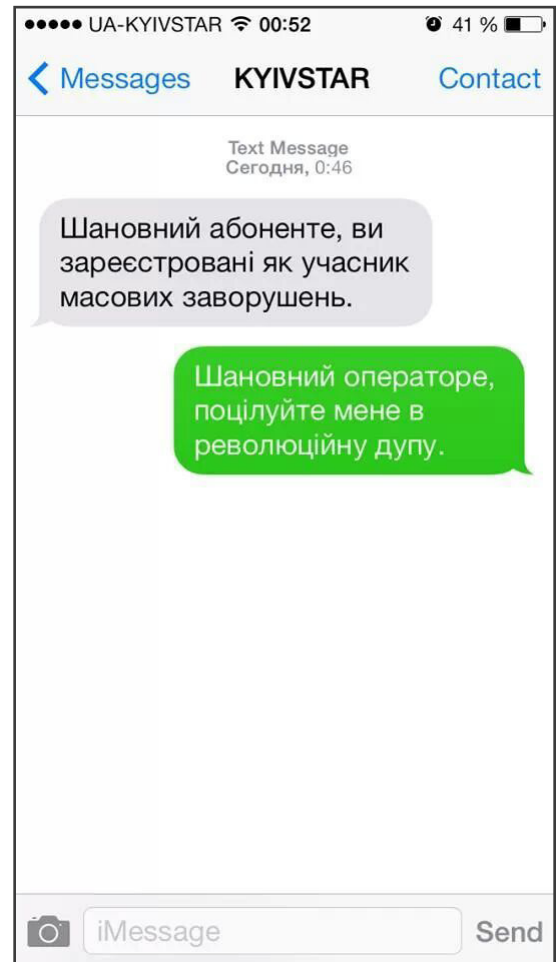 UA-KYIVSTAR 00:52 41 %
Messages KYIVSTAR Contact
Text Message
Сегодня, 0:46
Шановний абоненте, ви
зареєстровані як учасник
масових заворушень.
Шановний операторе,
поцілуйте мене в
революційну дупу.
iMessage Send